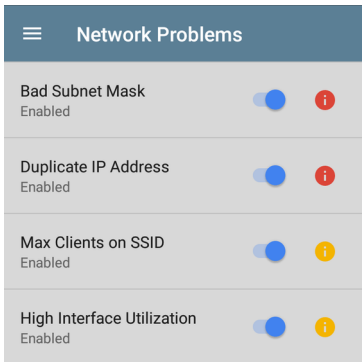 Network Problems
Bad Subnet Mask
Enabled
Duplicate IP Address
Enabled
Max Clients on SSID
Enabled
High Interface Utilization
Enabled